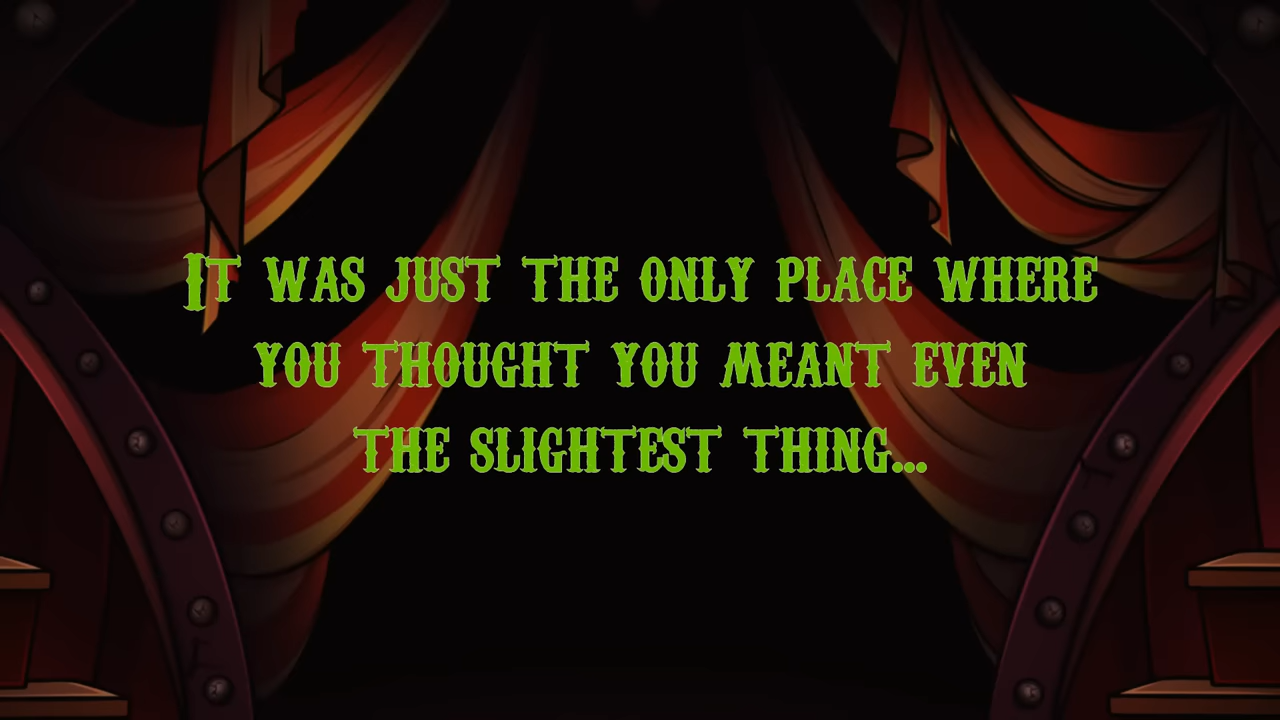 It was just the only place where
you thought you meant even
the slightest thing...